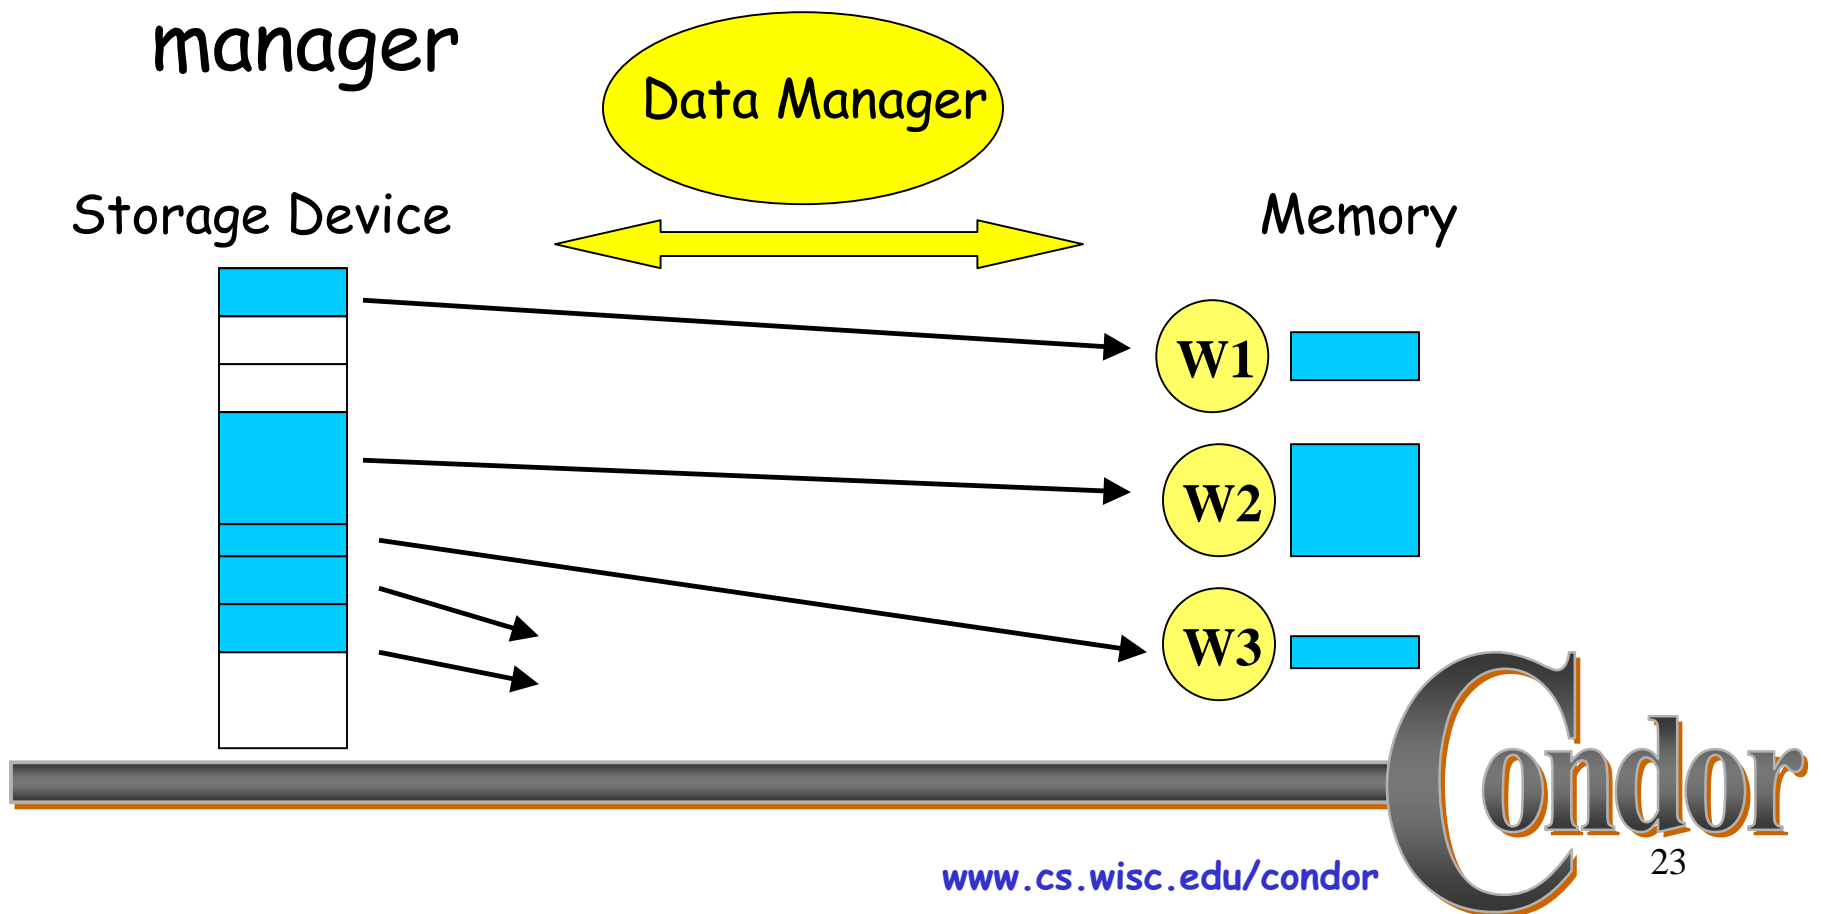 manager
Data Manager
Storage Device
Memory
W1
W2
W3
Condor
www.cs.wisc.edu/condor
23